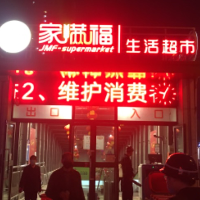 家满福 生活超市
JMF-supermarket
2、维护消费
出口 入口